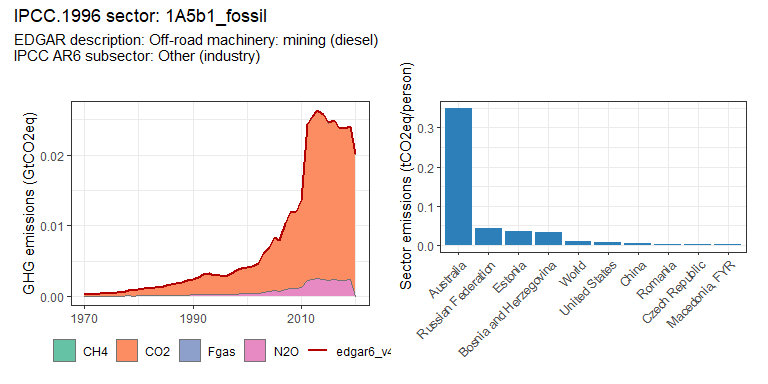 IPCC.1996 sector: 1A5b1_fossil
EDGAR description: Off-road machinery: mining (diesel)
IPCC AR6 subsector: Other (industry)
GHG emissions (GtCO2eq)
0.02
0.01
0.00
1970
1990
2010
CH4
CO2
Fgas
N2O
edgar6_v4
Sector emissions (tCO2eq/person)
0.3
0.2
0.1
0.0
Australia
Russian Federation
Estonia
Bosnia and Herzegovina
World
United States
China
Romania
Czech Republic
Macedonia, FYR